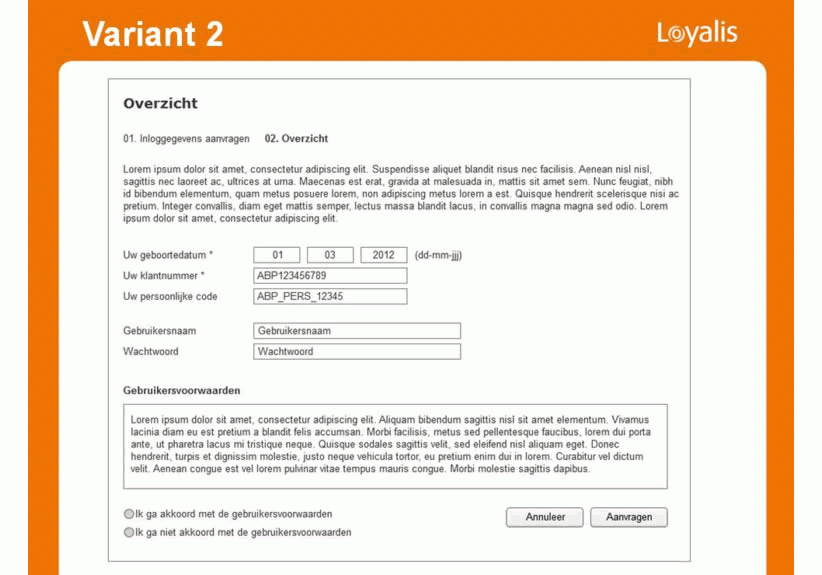 Variant 2
Loyalis
Overzicht
01. Inloggegevens aanvragen 02. Overzicht
Lorem ipsum dolor sit amet, consectetur adipiscing elit. Suspendisse aliquet blandit risus nec facilisis. Aenean nisl nisl,
sagittis nec laoreet ac, ultrices at urna. Maecenas est erat, gravida at malesuada in, mattis sit amet sem. Nunc feugiat, nibh
id bibendum elementum, quam metus posuere lorem, non adipiscing metus lorem a est. Quisque hendrerit scelerisque nisi ac
pretium. Integer convallis, diam eget mattis semper, lectus massa blandit lacus, in convallis magna magna sed odio. Lorem
ipsum dolor sit amet, consectetur adipiscing elit.
Uw geboortedatum * 01 03 2012 (dd-mm-jjj)
Uw klantnummer * ABP123456789
Uw persoonlijke code ABP_PERS_12345
Gebruikersnaam Gebruikersnaam
Wachtwoord Wachtwoord
Gebruikersvoorwaarden
Lorem ipsum dolor sit amet, consectetur adipiscing elit. Aliquam bibendum sagittis nisl sit amet elementum. Vivamus
lacinia diam eu est pretium a blandit felis accumsan. Morbi facilisis, metus sed pellentesque faucibus, lorem dui porta
ante, ut pharetra lacus mi tristique neque. Quisque sodales sagittis velit, sed eleifend nisl aliquam eget. Donec
hendrerit, turpis et dignissim molestie, justo neque vehicula tortor, eu pretium enim dui in lorem. Curabitur vel dictum
velit. Aenean congue est vel lorem pulvinar vitae tempus mauris congue. Morbi molestie sagittis dapibus.
Ik ga akkoord met de gebruikersvoorwaarden
Annuleer Aanvragen
Ik ga niet akkoord met de gebruikersvoorwaarden